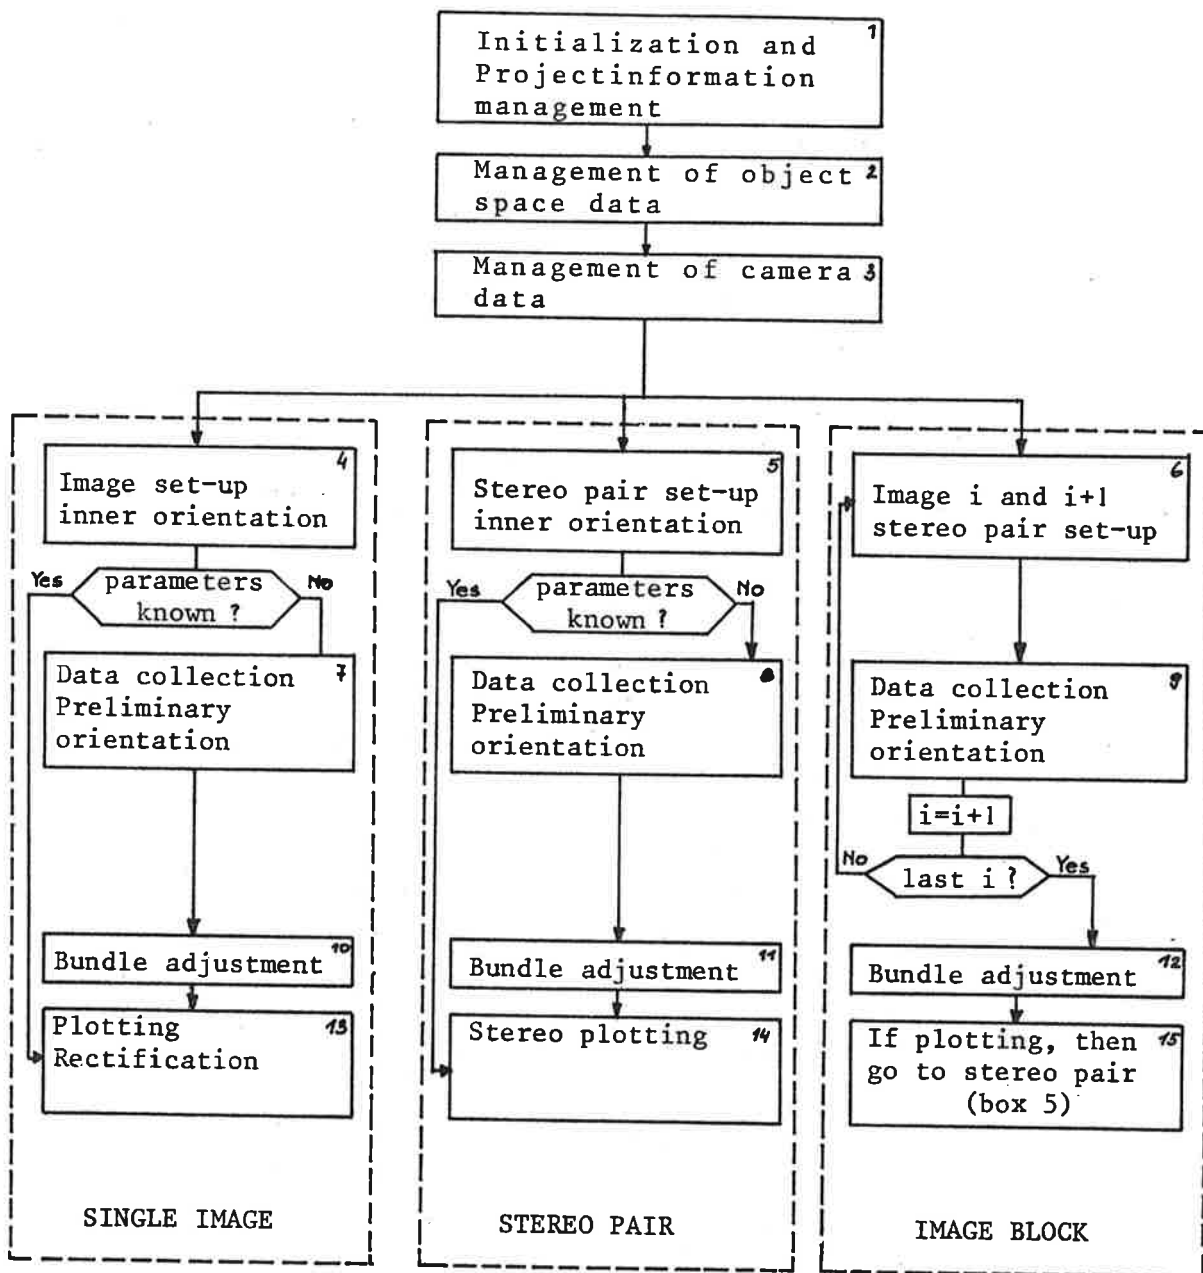 1
Initialization and
Projectinformation
management
Management of object 2
space data
Management of camera 3
data
4
Image set-up
inner orientation
Yes
parameters
known ?
No
Data collection 7
Preliminary
orientation
Bundle adjustment 10
Plotting 13
Rectification
SINGLE IMAGE
5
Stereo pair set-up
inner orientation
Yes
parameters
known ?
No
Data collection
Preliminary
orientation
Bundle adjustment 11
Stereo plotting 14
STEREO PAIR
6
Image i and i+1
stereo pair set-up
Data collection 9
Preliminary
orientation
i=i+1
No
last i ?
Yes
Bundle adjustment 12
If plotting, then 15
go to stereo pair
(box 5)
IMAGE BLOCK